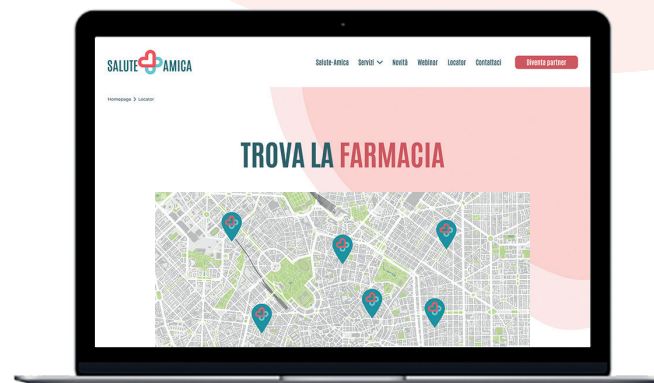 SALUTE AMICA
Salute-Amica Servizi Novità Webinar Locator Contattaci Diventa partner
Homepage > Locator
TROVA LA FARMACIA